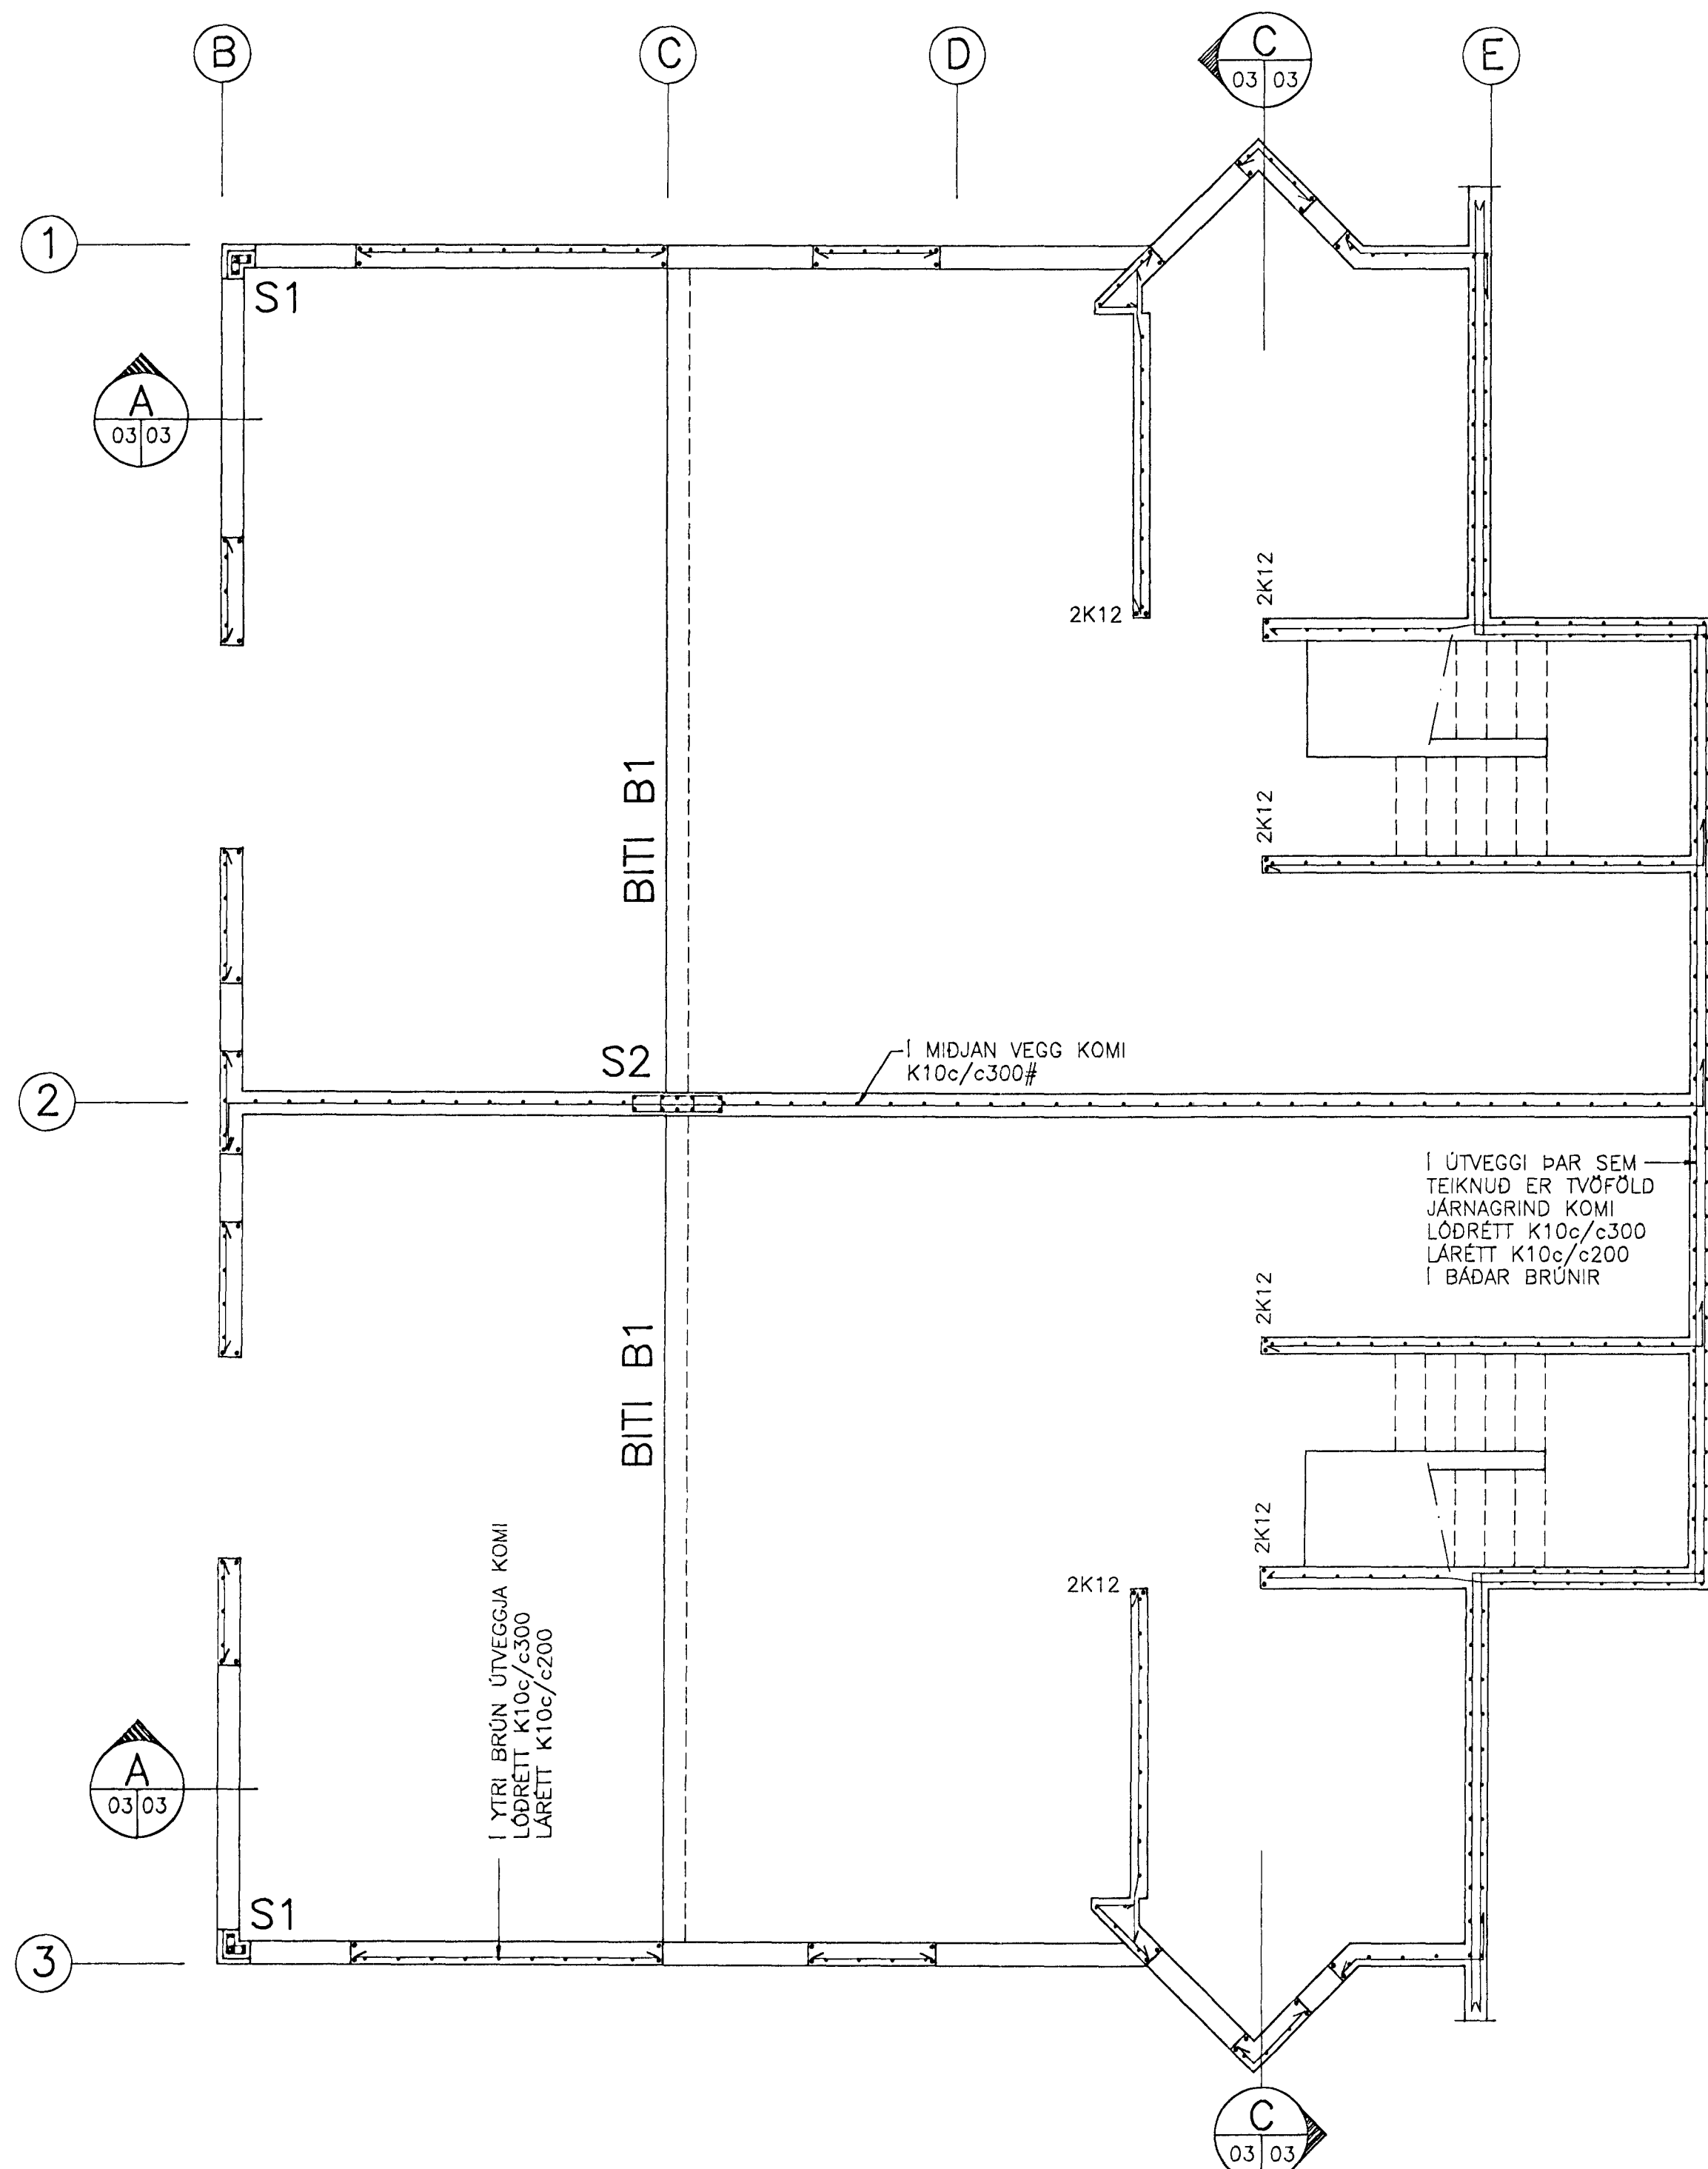 B
C
D
C
03 03
E
1
S1
A
03 03
2K12
2K12
BITI B1
2K12
S2
Í MIÐJAN VEGG KOMI
K10c/c300#
2
Í ÚTVEGGI ÞAR SEM
TEIKNUÐ ER TVÖFÖLD
JÁRNAGRIND KOMI
LÓÐRÉTT K10c/c300
LÁRÉTT K10c/c200
Í BÁÐAR BRÚNIR
2K12
BITI B1
2K12
2K12
Í YTRI BRÚN ÚTVEGGJA KOMI
LÓÐRÉTT K10c/c300
LÁRÉTT K10c/c200
A
03 03
S1
3
C
03 03